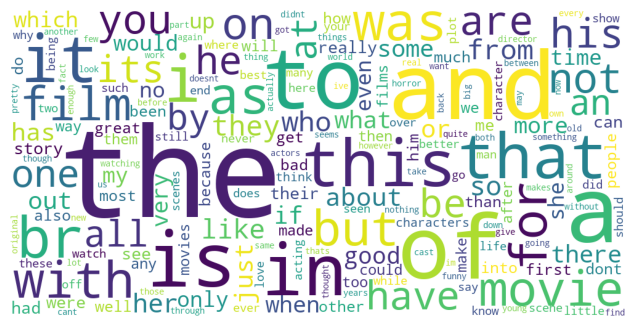 which another part didnt few you on at how your was are his
why plot director every
do it its i he up would again where will really some even much from show time not
things between
film as to and
pretty fact enough look such work doesnt thing best many here films character horror real want
two no end been actually ive world back big we may now own an
has way great them by they who what then over or me more can
before still never however better him man both old something people
story watching because get actors seems bad think take go quite
one though us scenes the this that
my most does their about so than did
out very if she after
original also new movies seen nothing characters makes around without should
br all is in like but of be for a
these watch see any made good could acting love same thats make life down there
lot just too while cast funny im say into going give first dont
with off ever thought have movie
had were well her only when other years
cant those through know young scene little find